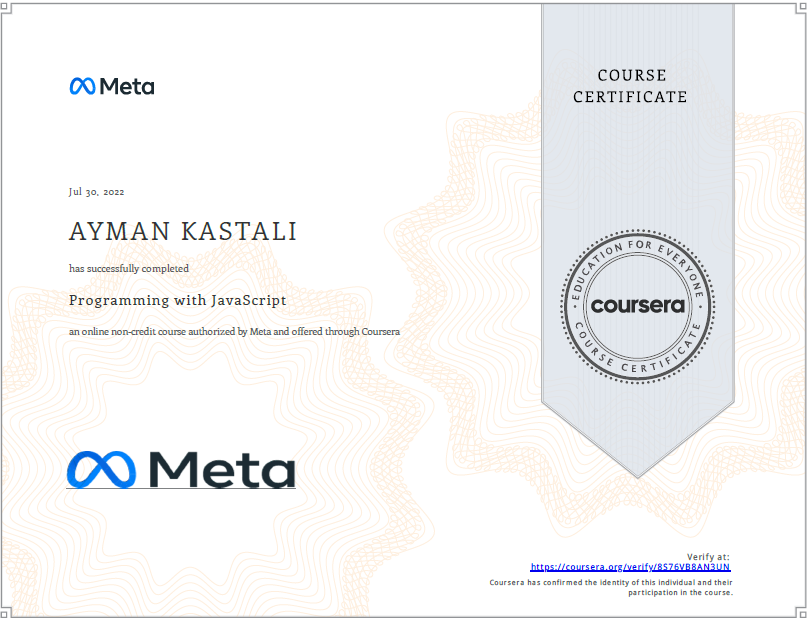 Meta
COURSE
CERTIFICATE
Jul 30, 2022
AYMAN KASTALI
has successfully completed
Programming with JavaScript
an online non-credit course authorized by Meta and offered through Coursera
EDUCATION FOR EVERYONE
coursera
COURSE CERTIFICATE
Meta
Verify at:
https://coursera.org/verify/8S76VB8AN3UN
Coursera has confirmed the identity of this individual and their
participation in the course.